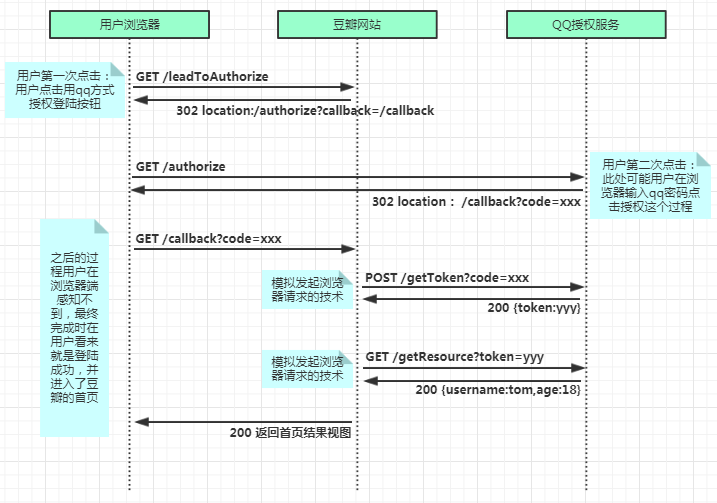 用户浏览器
豆瓣网站
QQ授权服务
用户第一次点击：
用户点击用qq方式
授权登陆按钮
GET /leadToAuthorize
302 location:/authorize?callback=/callback
GET /authorize
用户第二次点击：
此处可能用户在浏
览器输入qq密码点
击授权这个过程
302 location： /callback?code=xxx
之后的过
程用户在
浏览器端
感知不
到，最终
完成时在
用户看来
就是登陆
成功，并
进入了豆
瓣的首页
GET /callback?code=xxx
模拟发起浏览
器请求的技术
POST /getToken?code=xxx
200 {token:yyy}
模拟发起浏览
器请求的技术
GET /getResource?token=yyy
200 {username:tom,age:18}
200 返回首页结果视图